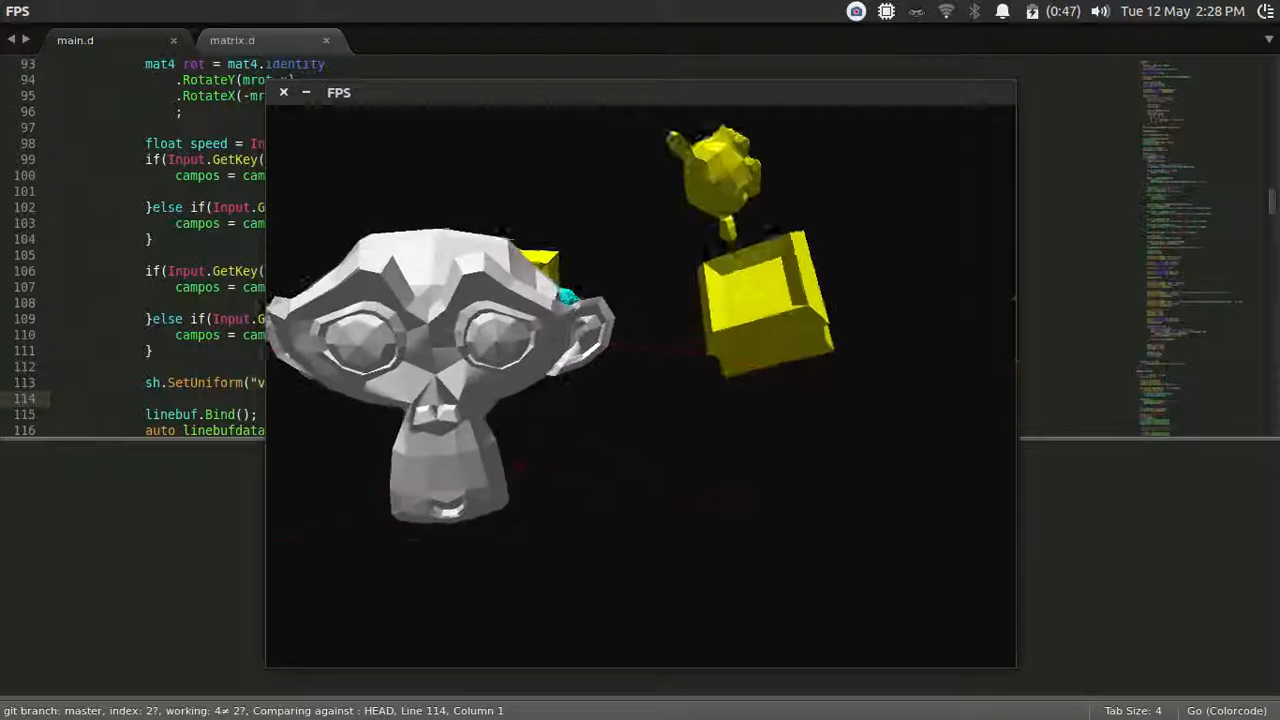 FPS
(0:47) Tue 12 May 2:28 PM
main.d
matrix.d
93 mat4 rot = mat4.identity
94 .RotateY(mrot.x)
95 .RotateX(-mr
96 ;
97
98 float speed = In
99 if(Input.GetKey(
100 campos = cam
101
102 }else if(Input.G
103 campos = cam
104 }
105
106 if(Input.GetKey(
107 campos = cam
108
109 }else if(Input.G
110 campos = cam
111 }
112
113 sh.SetUniform("v
114
115 linebuf.Bind();
116 auto linebufdata
FPS
git branch: master, index: 2?, working: 4≠ 2?, Comparing against : HEAD, Line 114, Column 1
Tab Size: 4
Go (Colorcode)